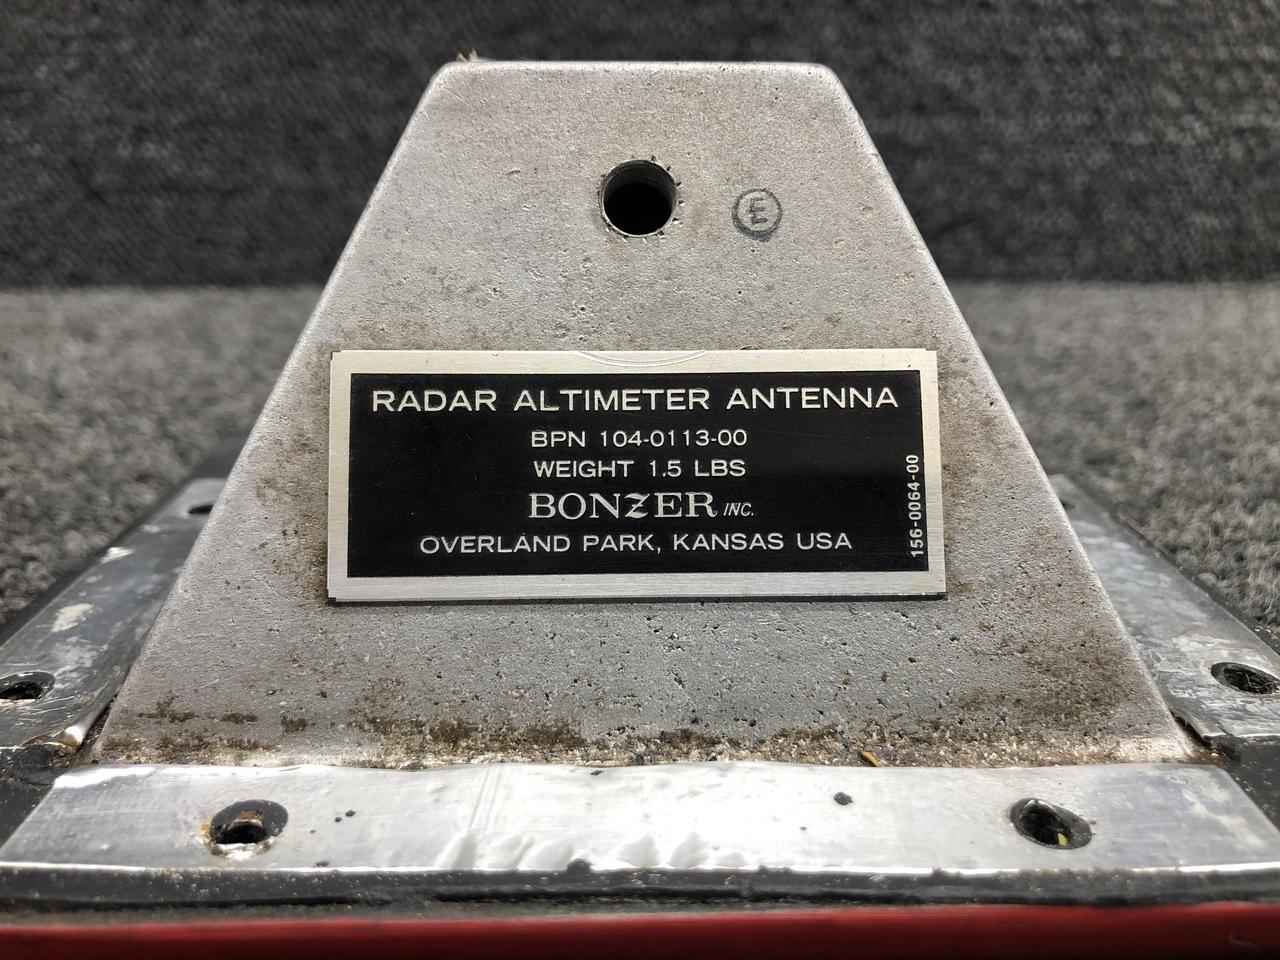 E
RADAR ALTIMETER ANTENNA
BPN 104-0113-00
WEIGHT 1.5 LBS
BONZER INC.
OVERLAND PARK, KANSAS USA
156-0064-00